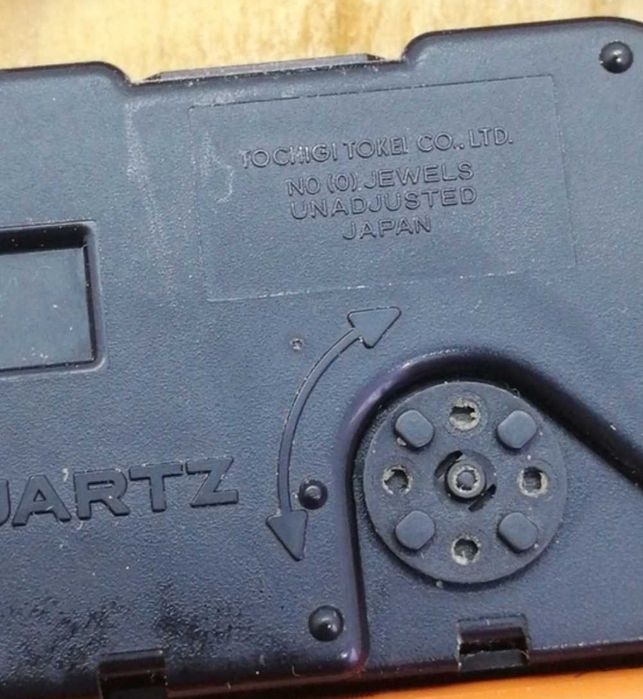 TOCHIGI TOKEI CO., LTD.
NO (0) JEWELS
UNADJUSTED
JAPAN
UARTZ